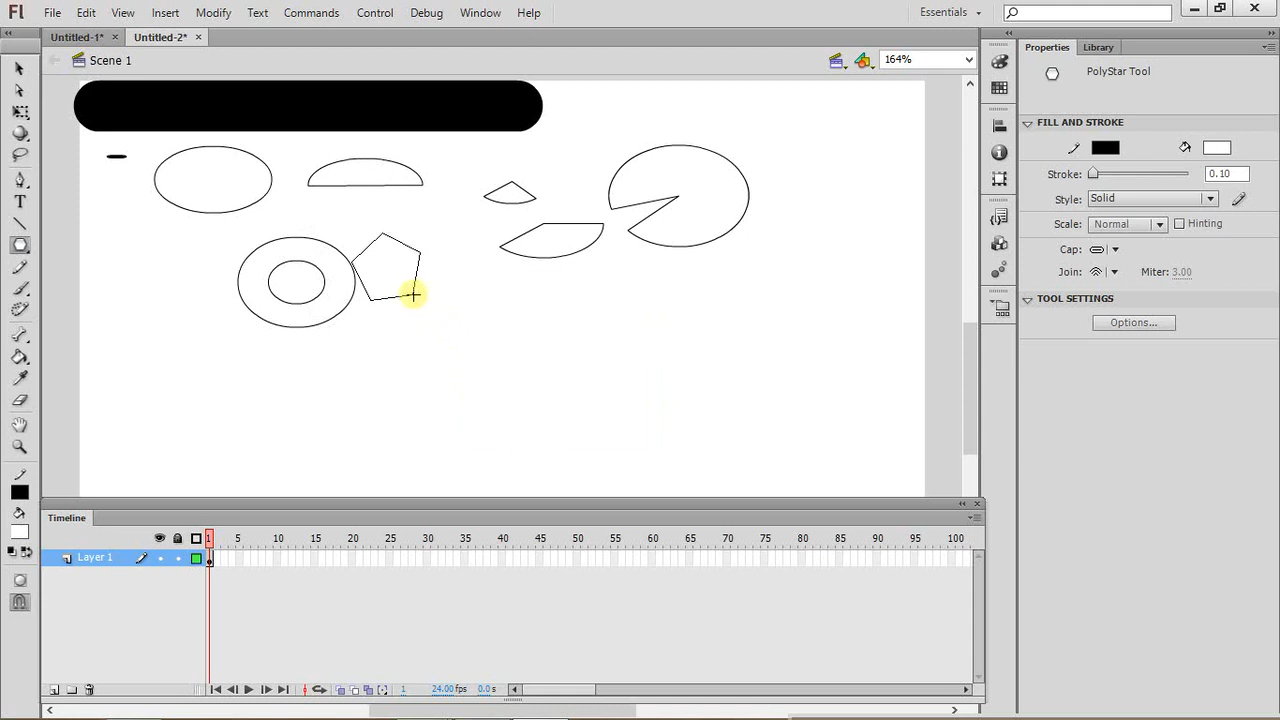 Fl File Edit View Insert Modify Text Commands Control Debug Window Help Essentials
Untitled-1* × Untitled-2* ×
Scene 1 164%
Properties Library
PolyStar Tool
FILL AND STROKE
Stroke: 0.10
Style: Solid
Scale: Normal Hinting
Cap:
Join: Miter: 3.00
TOOL SETTINGS
Options...
Timeline
1 5 10 15 20 25 30 35 40 45 50 55 60 65 70 75 80 85 90 95 100
Layer 1
1 24.00 fps 0.0 s